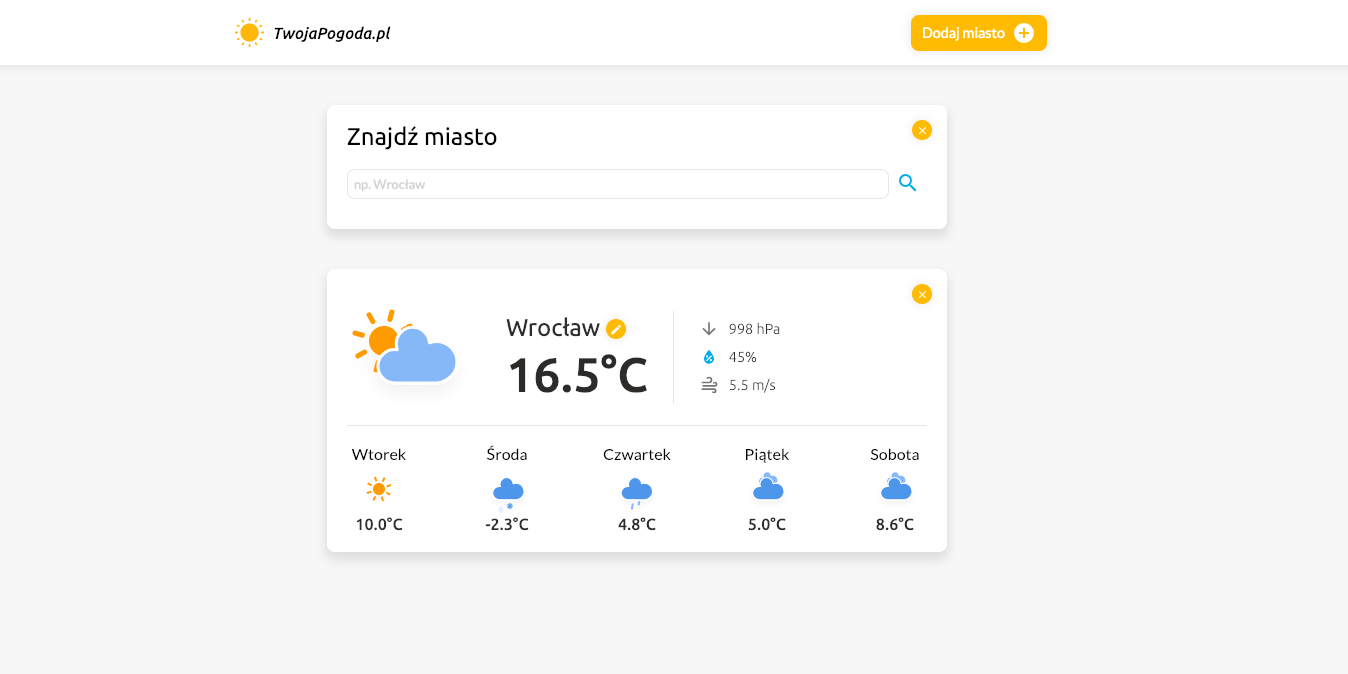 TwojaPogoda.pl
Dodaj miasto
Znajdź miasto
np. Wrocław
Wrocław
16.5°C
998 hPa
45%
5.5 m/s
Wtorek Środa Czwartek Piątek Sobota
10.0°C -2.3°C 4.8°C 5.0°C 8.6°C